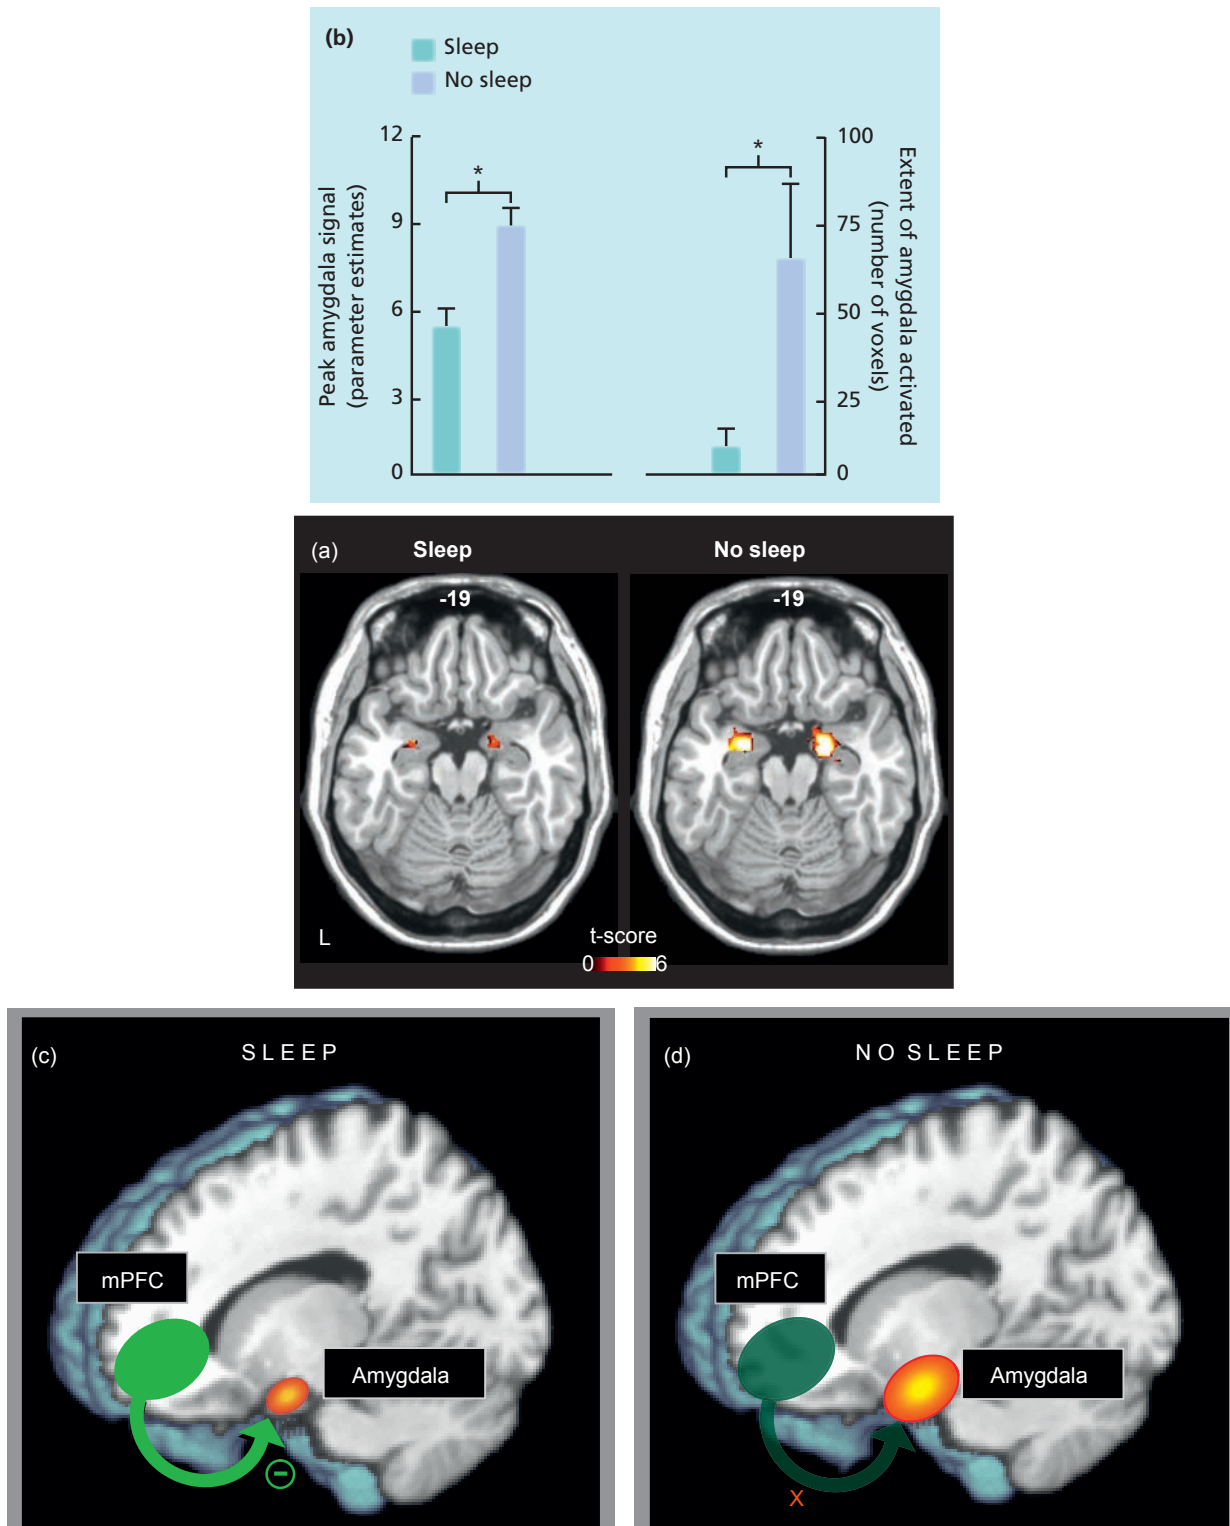 (b)
Sleep
No sleep
Peak amygdala signal
(parameter estimates)
12
9
6
3
0
*
*
100
75
50
25
0
Extent of amygdala activated
(number of voxels)
(a)
Sleep
No sleep
-19
-19
L
t-score
0 6
(c)
SLEEP
mPFC
Amygdala
−
(d)
NO SLEEP
mPFC
Amygdala
X